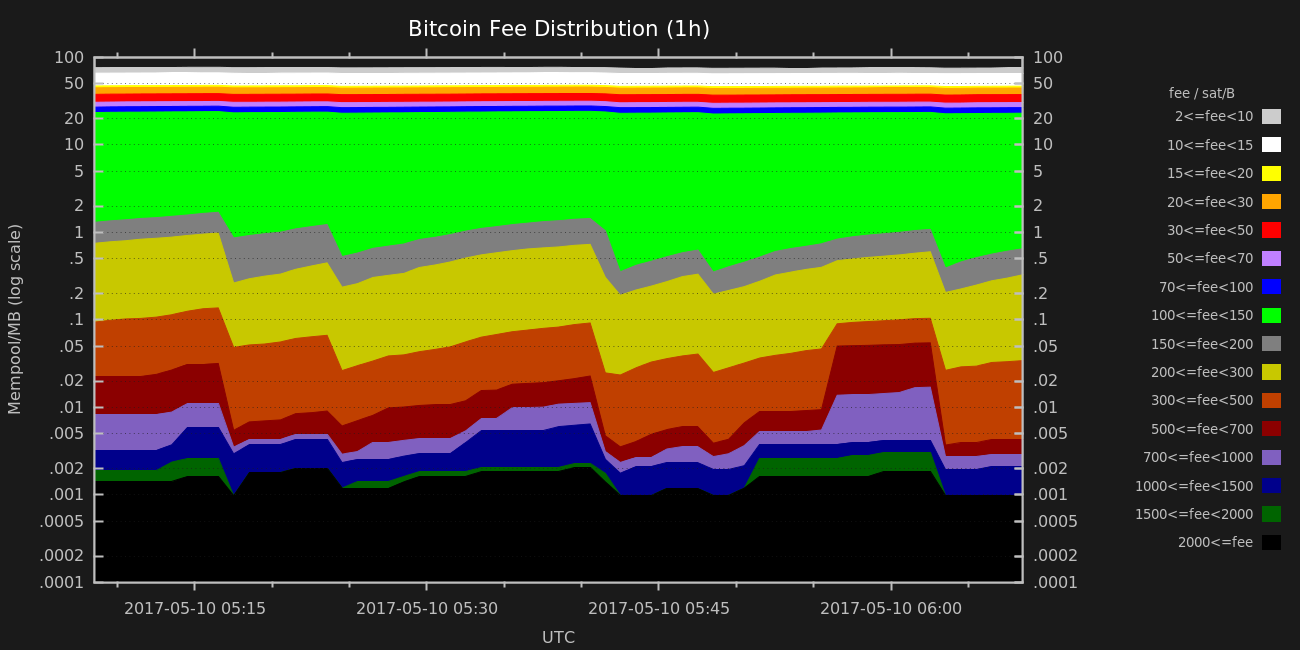 Bitcoin Fee Distribution (1h)
Mempool/MB (log scale)
100
50
20
10
5
2
1
.5
.2
.1
.05
.02
.01
.005
.002
.001
.0005
.0002
.0001
100
50
20
10
5
2
1
.5
.2
.1
.05
.02
.01
.005
.002
.001
.0005
.0002
.0001
2017-05-10 05:15
2017-05-10 05:30
2017-05-10 05:45
2017-05-10 06:00
UTC
fee / sat/B
2<=fee<10
10<=fee<15
15<=fee<20
20<=fee<30
30<=fee<50
50<=fee<70
70<=fee<100
100<=fee<150
150<=fee<200
200<=fee<300
300<=fee<500
500<=fee<700
700<=fee<1000
1000<=fee<1500
1500<=fee<2000
2000<=fee